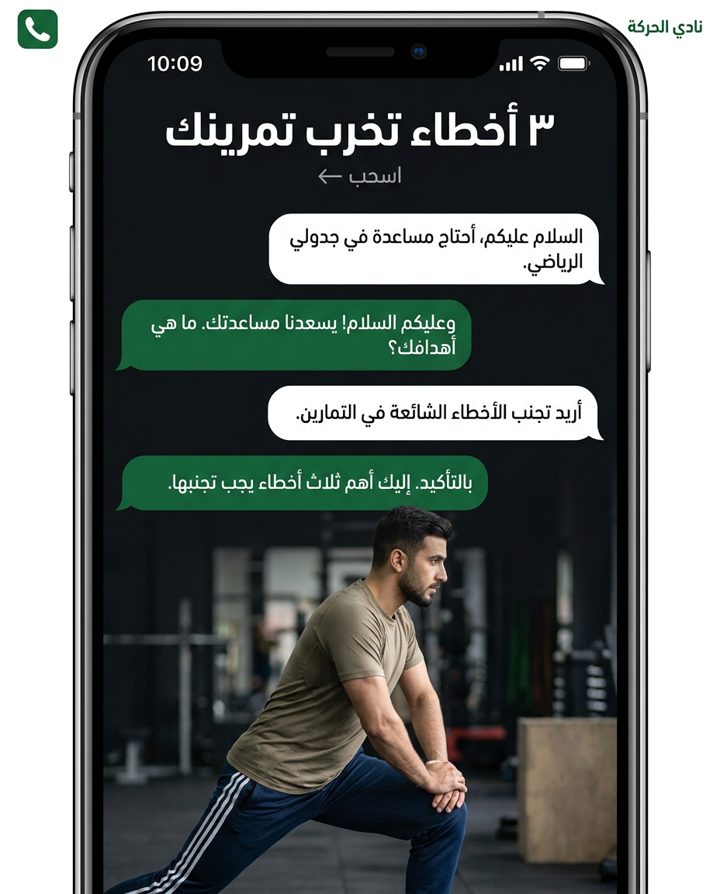 نادي الحركة
10:09
٣ أخطاء تخرب تمرينك
اسحب ←
السلام عليكم، أحتاج مساعدة في جدولي
الرياضي.
وعليكم السلام! يسعدنا مساعدتك. ما هي
أهدافك؟
أريد تجنب الأخطاء الشائعة في التمارين.
بالتأكيد. إليك أهم ثلاث أخطاء يجب تجنبها.